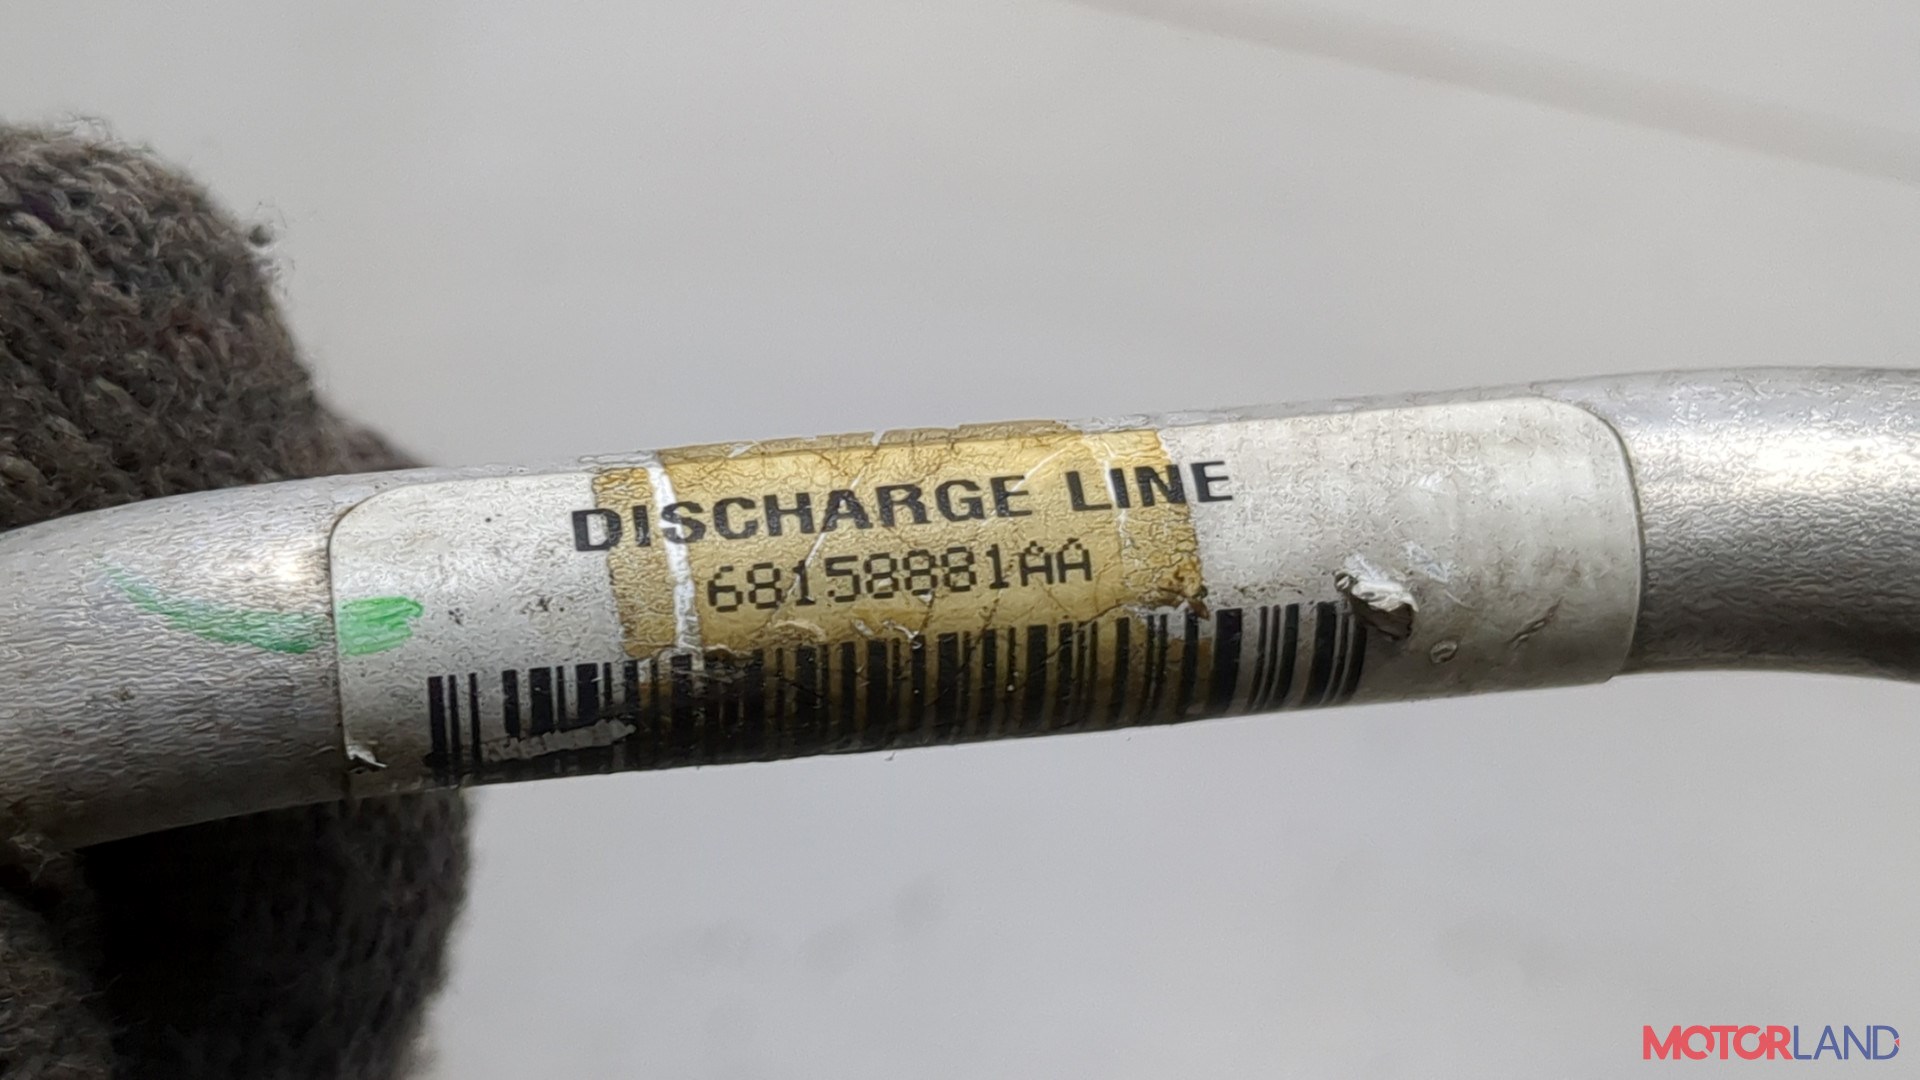 DISCHARGE LINE
68158881AA
MOTORLAND